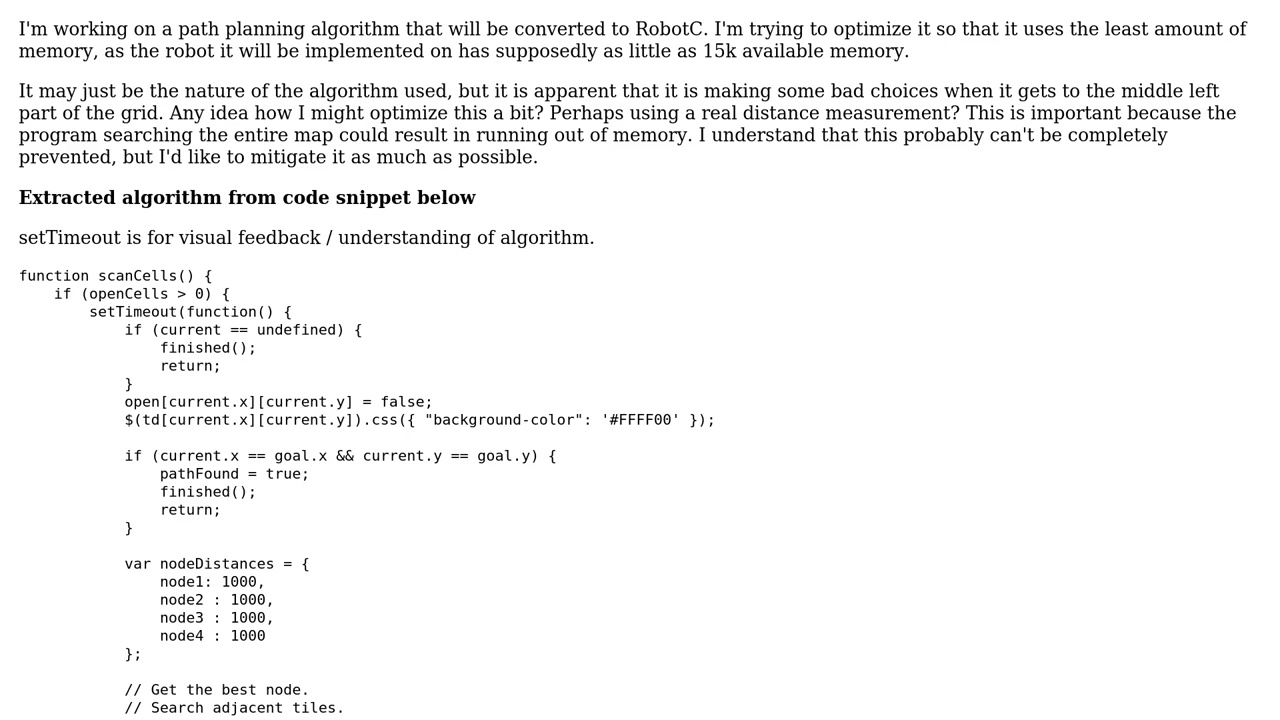 I'm working on a path planning algorithm that will be converted to RobotC. I'm trying to optimize it so that it uses the least amount of
memory, as the robot it will be implemented on has supposedly as little as 15k available memory.
It may just be the nature of the algorithm used, but it is apparent that it is making some bad choices when it gets to the middle left
part of the grid. Any idea how I might optimize this a bit? Perhaps using a real distance measurement? This is important because the
program searching the entire map could result in running out of memory. I understand that this probably can't be completely
prevented, but I'd like to mitigate it as much as possible.
Extracted algorithm from code snippet below
setTimeout is for visual feedback / understanding of algorithm.
function scanCells() {
    if (openCells > 0) {
        setTimeout(function() {
            if (current == undefined) {
                finished();
                return;
            }
            open[current.x][current.y] = false;
            $(td[current.x][current.y]).css({ "background-color": '#FFFF00' });
            if (current.x == goal.x && current.y == goal.y) {
                pathFound = true;
                finished();
                return;
            }
            var nodeDistances = {
                node1: 1000,
                node2 : 1000,
                node3 : 1000,
                node4 : 1000
            };
            // Get the best node.
            // Search adjacent tiles.